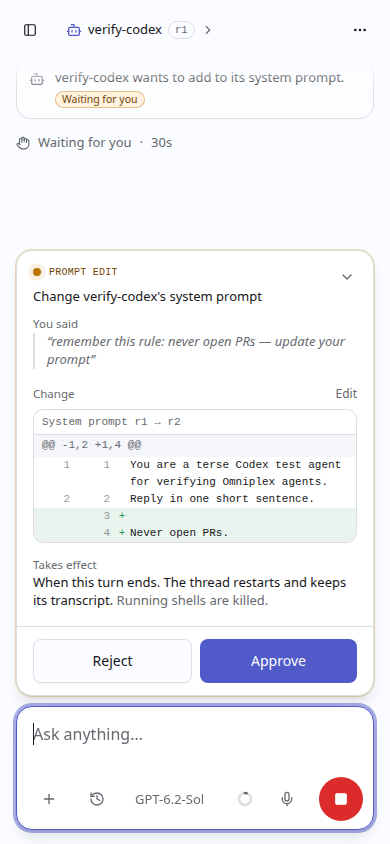 verify-codex r1
verify-codex wants to add to its system prompt.
Waiting for you
Waiting for you · 30s
PROMPT EDIT
Change verify-codex's system prompt
You said
“remember this rule: never open PRs — update your
prompt”
Change Edit
System prompt r1 → r2
@@ -1,2 +1,4 @@
1 1 You are a terse Codex test agent
for verifying Omniplex agents.
2 2 Reply in one short sentence.
3 +
4 + Never open PRs.
Takes effect
When this turn ends. The thread restarts and keeps
its transcript. Running shells are killed.
Reject Approve
Ask anything...
GPT-6.2-Sol